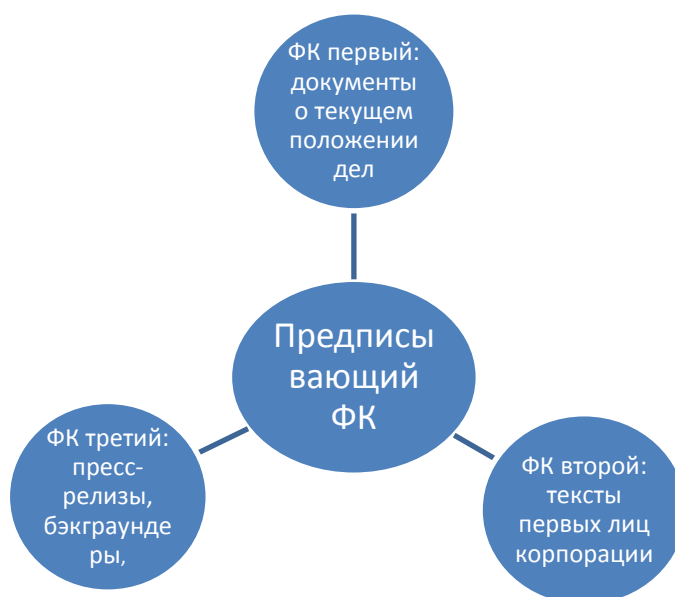 ФК первый:
документы
о текущем
положении
дел
Предписы
вающий
ФК
ФК третий:
пресс-
релизы,
бэкграунде
ры,
ФК второй:
тексты
первых лиц
корпорации